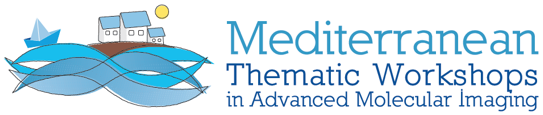 Mediterranean
Thematic Workshops
in Advanced Molecular Imaging